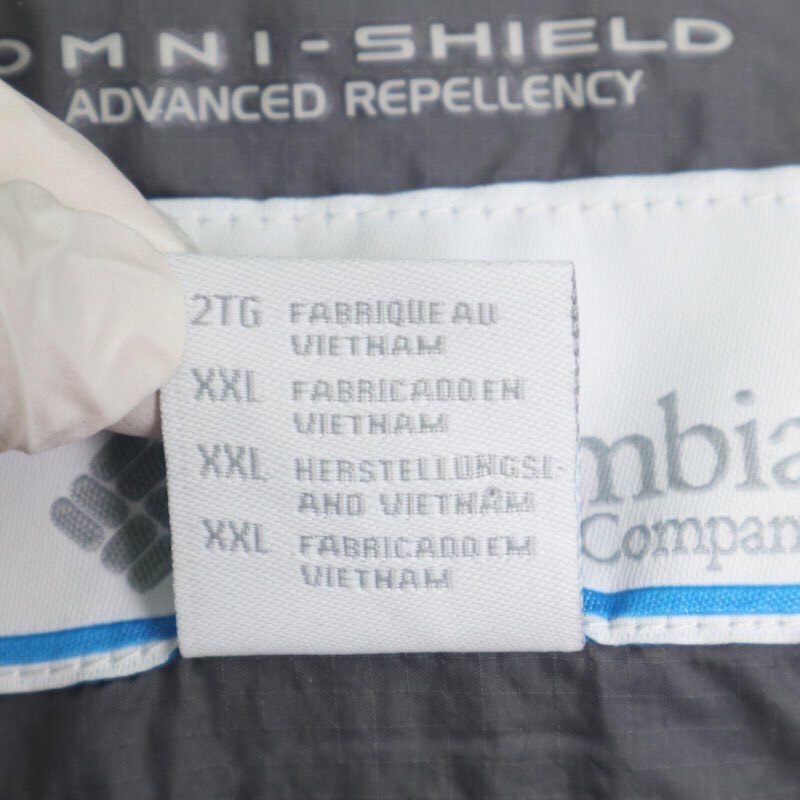 OMNI-SHIELD
ADVANCED REPELLENCY
2TG FABRIQUE AU
VIETNAM
XXL FABRICADO EN
VIETNAM
XXL HERSTELLUNGSL-
AND VIETNAM
XXL FABRICADO EM
VIETNAM
mbia
Compan